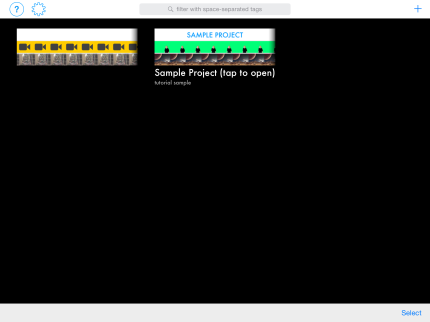 ?
filter with space-separated tags
+
SAMPLE PROJECT
Sample Project (tap to open)
tutorial sample
Select